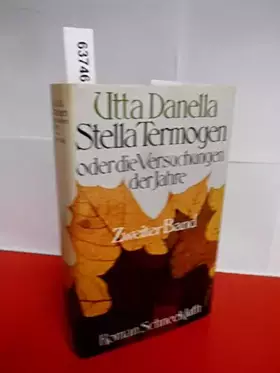 63746
Utta Danella
Stella Termogen
oder die Versuchungen
der Jahre
Zweiter Band
Roman Schneekluth